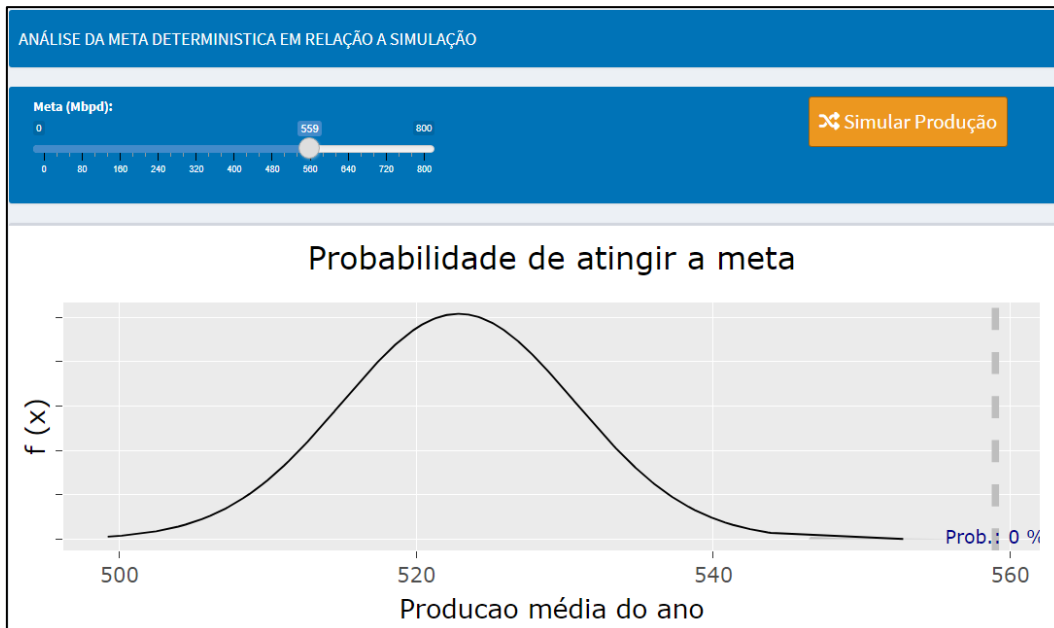 ANÁLISE DA META DETERMINISTICA EM RELAÇÃO A SIMULAÇÃO
Meta (Mbpd):
0 559 800
0 80 160 240 320 400 480 560 640 720 800
Simular Produção
Probabilidade de atingir a meta
f (x)
Prob.: 0 %
500 520 540 560
Producao média do ano